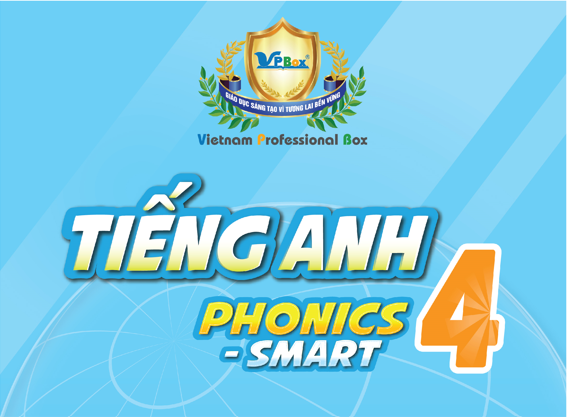 VPBox®
GIÁO DỤC SÁNG TẠO VÌ TƯƠNG LAI BỀN VỮNG
Vietnam Professional Box
TIẾNG ANH
4
PHONICS
- SMART